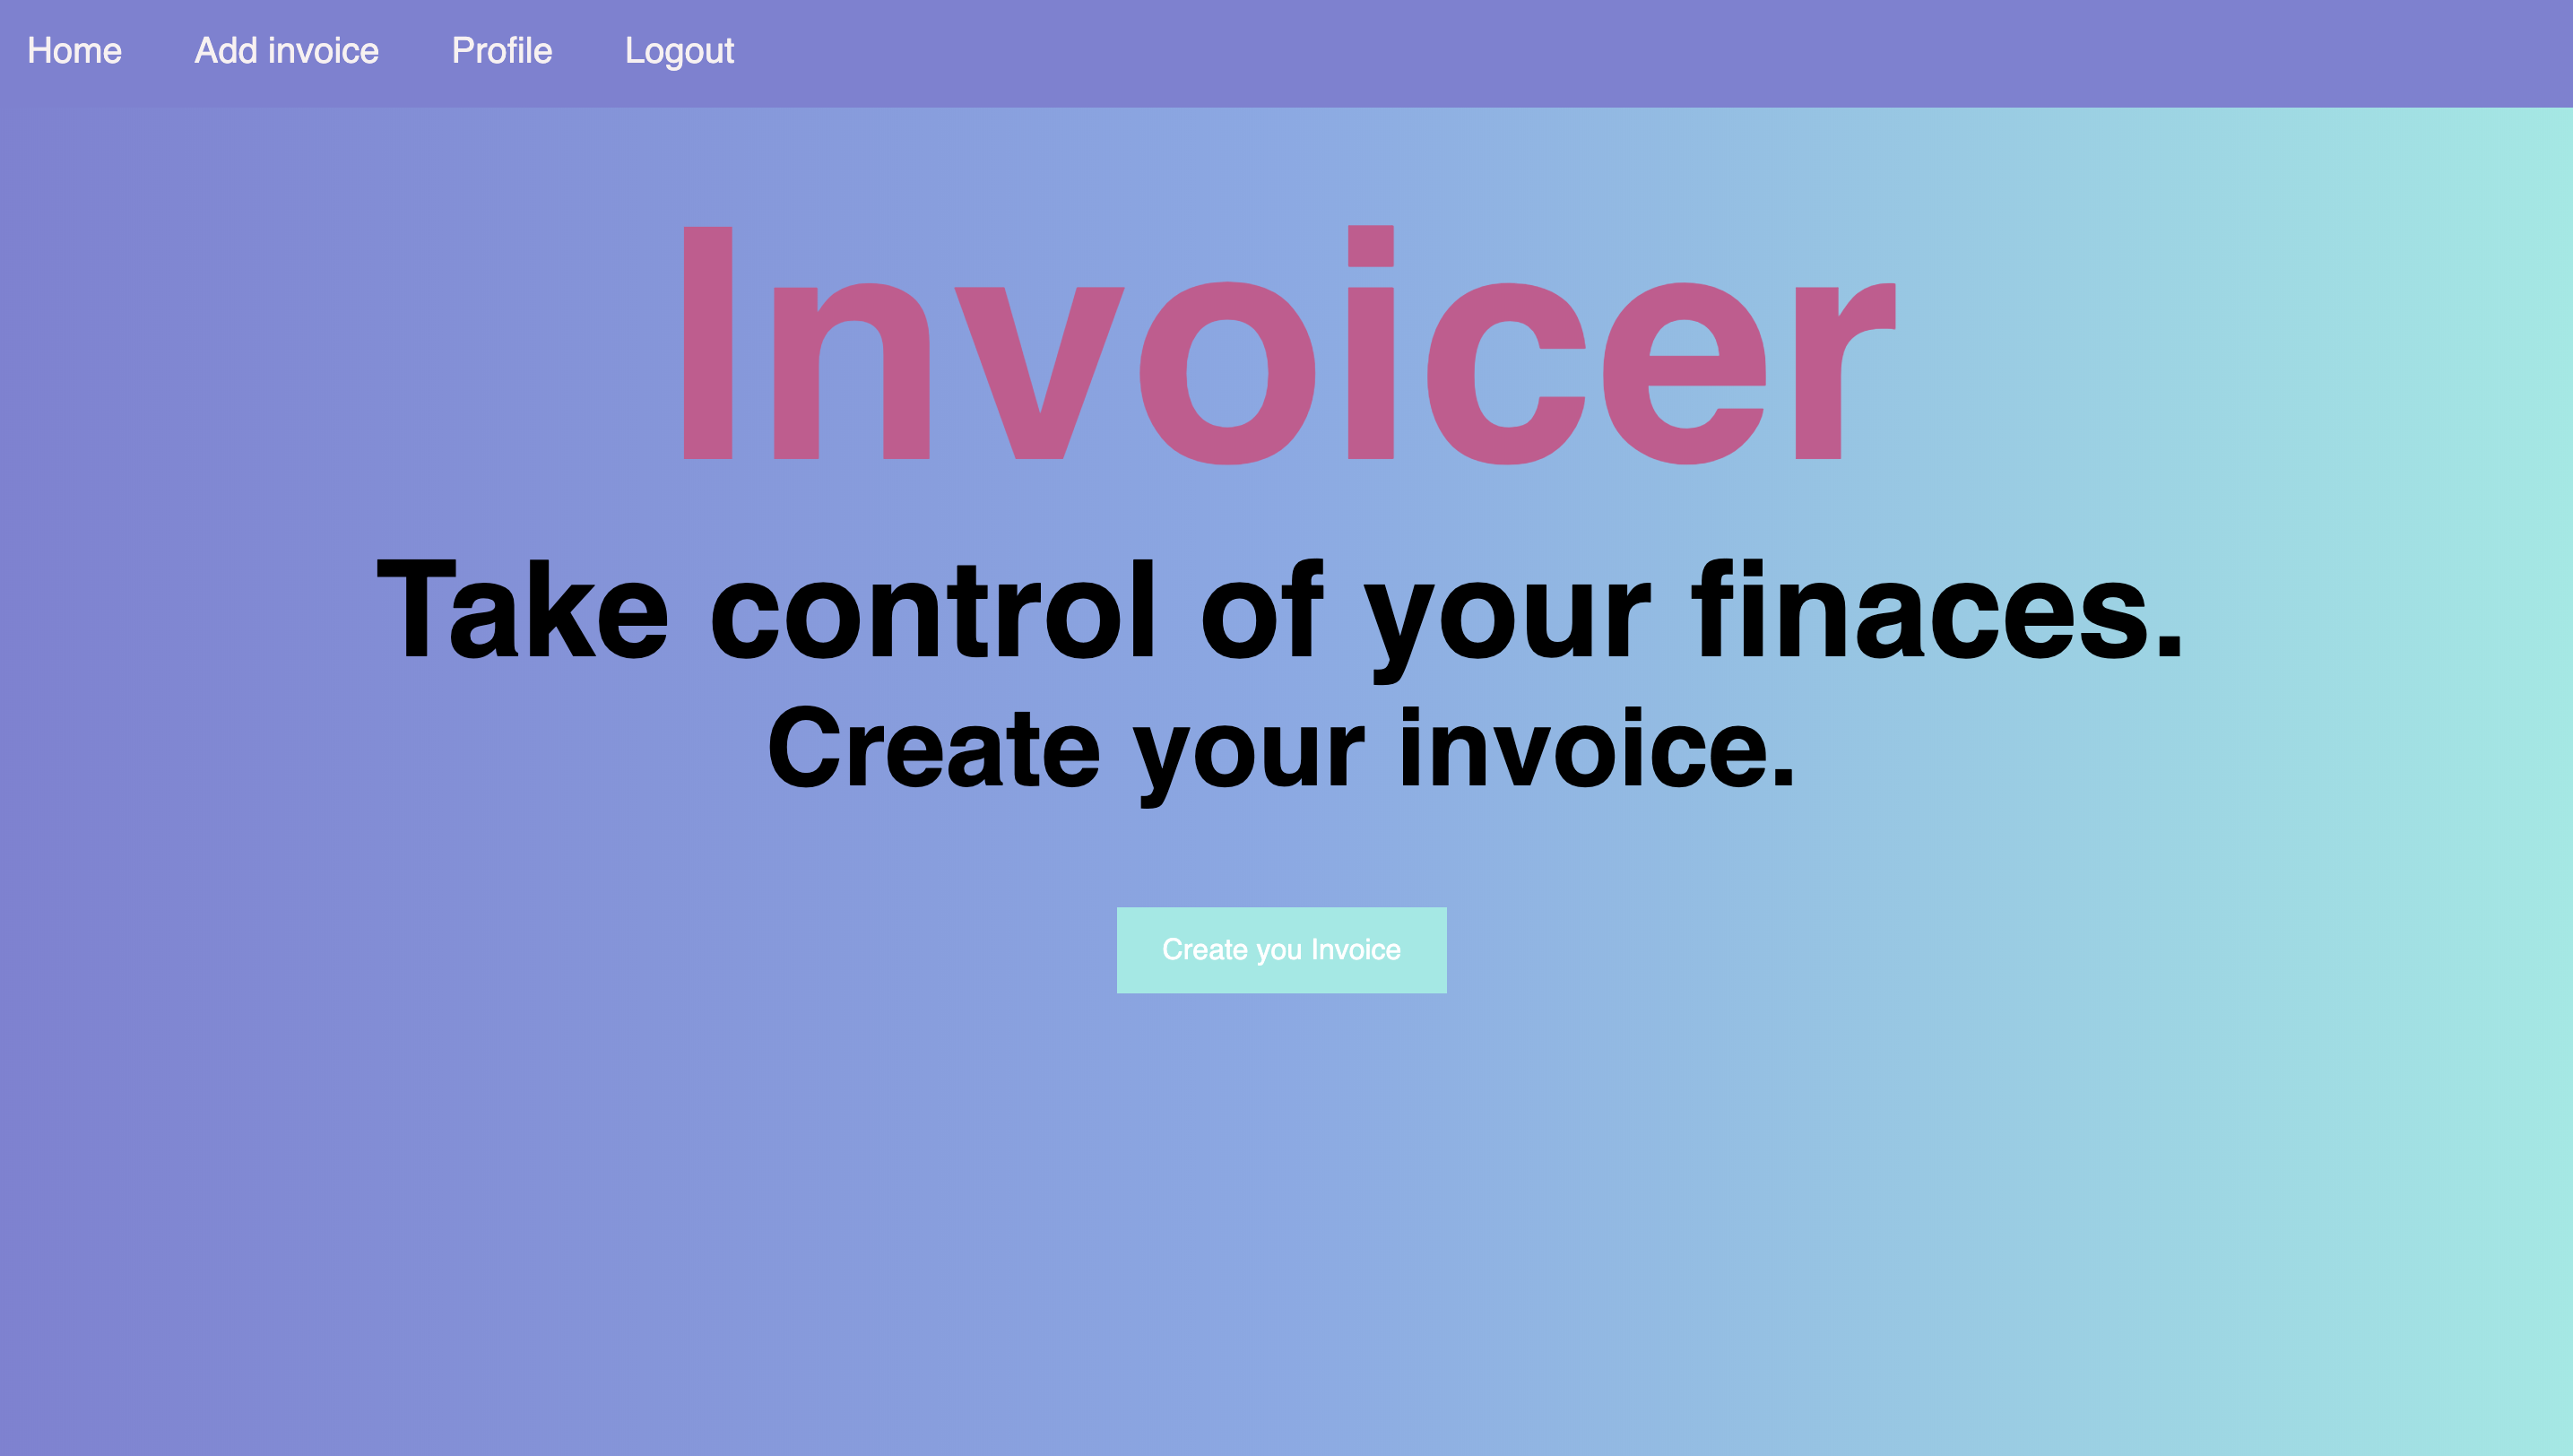 Home Add invoice Profile Logout
Invoicer
Take control of your finaces.
Create your invoice.
Create you Invoice